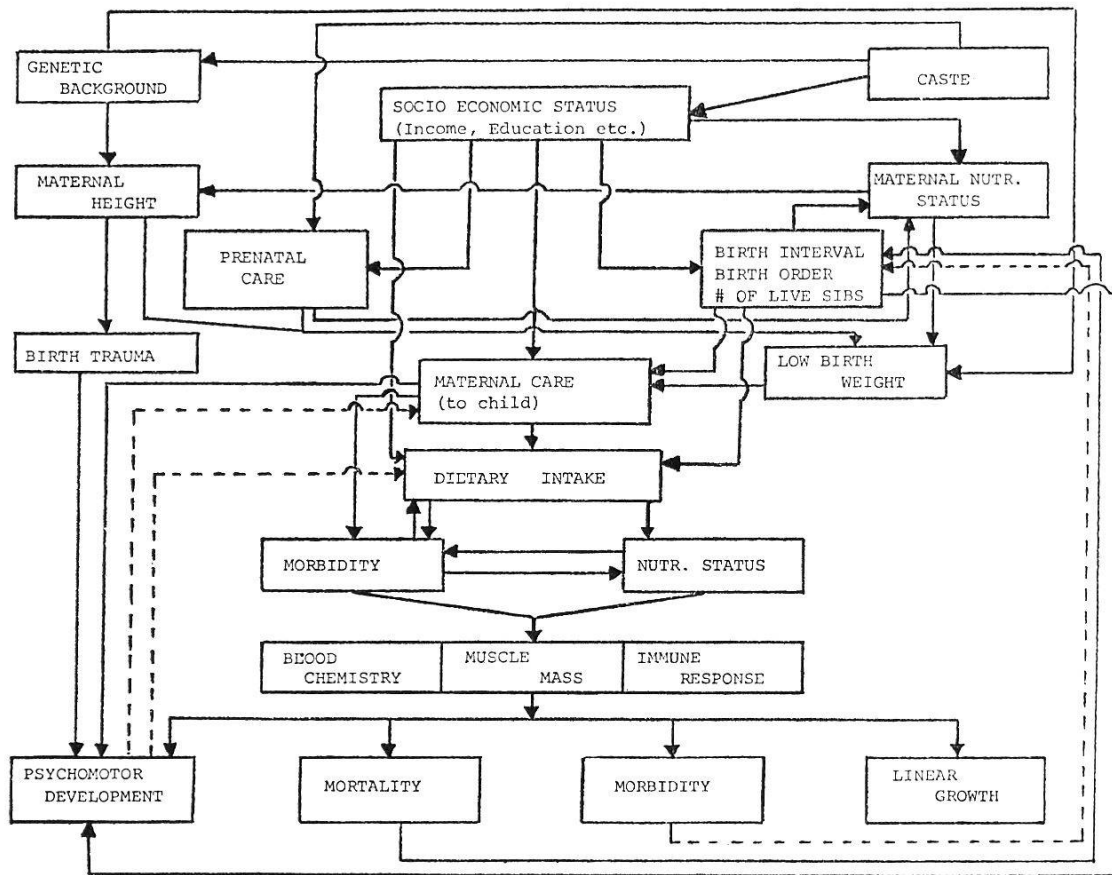 GENETIC
BACKGROUND
CASTE
SOCIO ECONOMIC STATUS
(Income, Education etc.)
MATERNAL
HEIGHT
MATERNAL NUTR.
STATUS
PRENATAL
CARE
BIRTH INTERVAL
BIRTH ORDER
# OF LIVE SIBS
BIRTH TRAUMA
MATERNAL CARE
(to child)
LOW BIRTH
WEIGHT
DIETARY INTAKE
MORBIDITY
NUTR. STATUS
BLOOD
CHEMISTRY
MUSCLE
MASS
IMMUNE
RESPONSE
PSYCHOMOTOR
DEVELOPMENT
MORTALITY
MORBIDITY
LINEAR
GROWTH